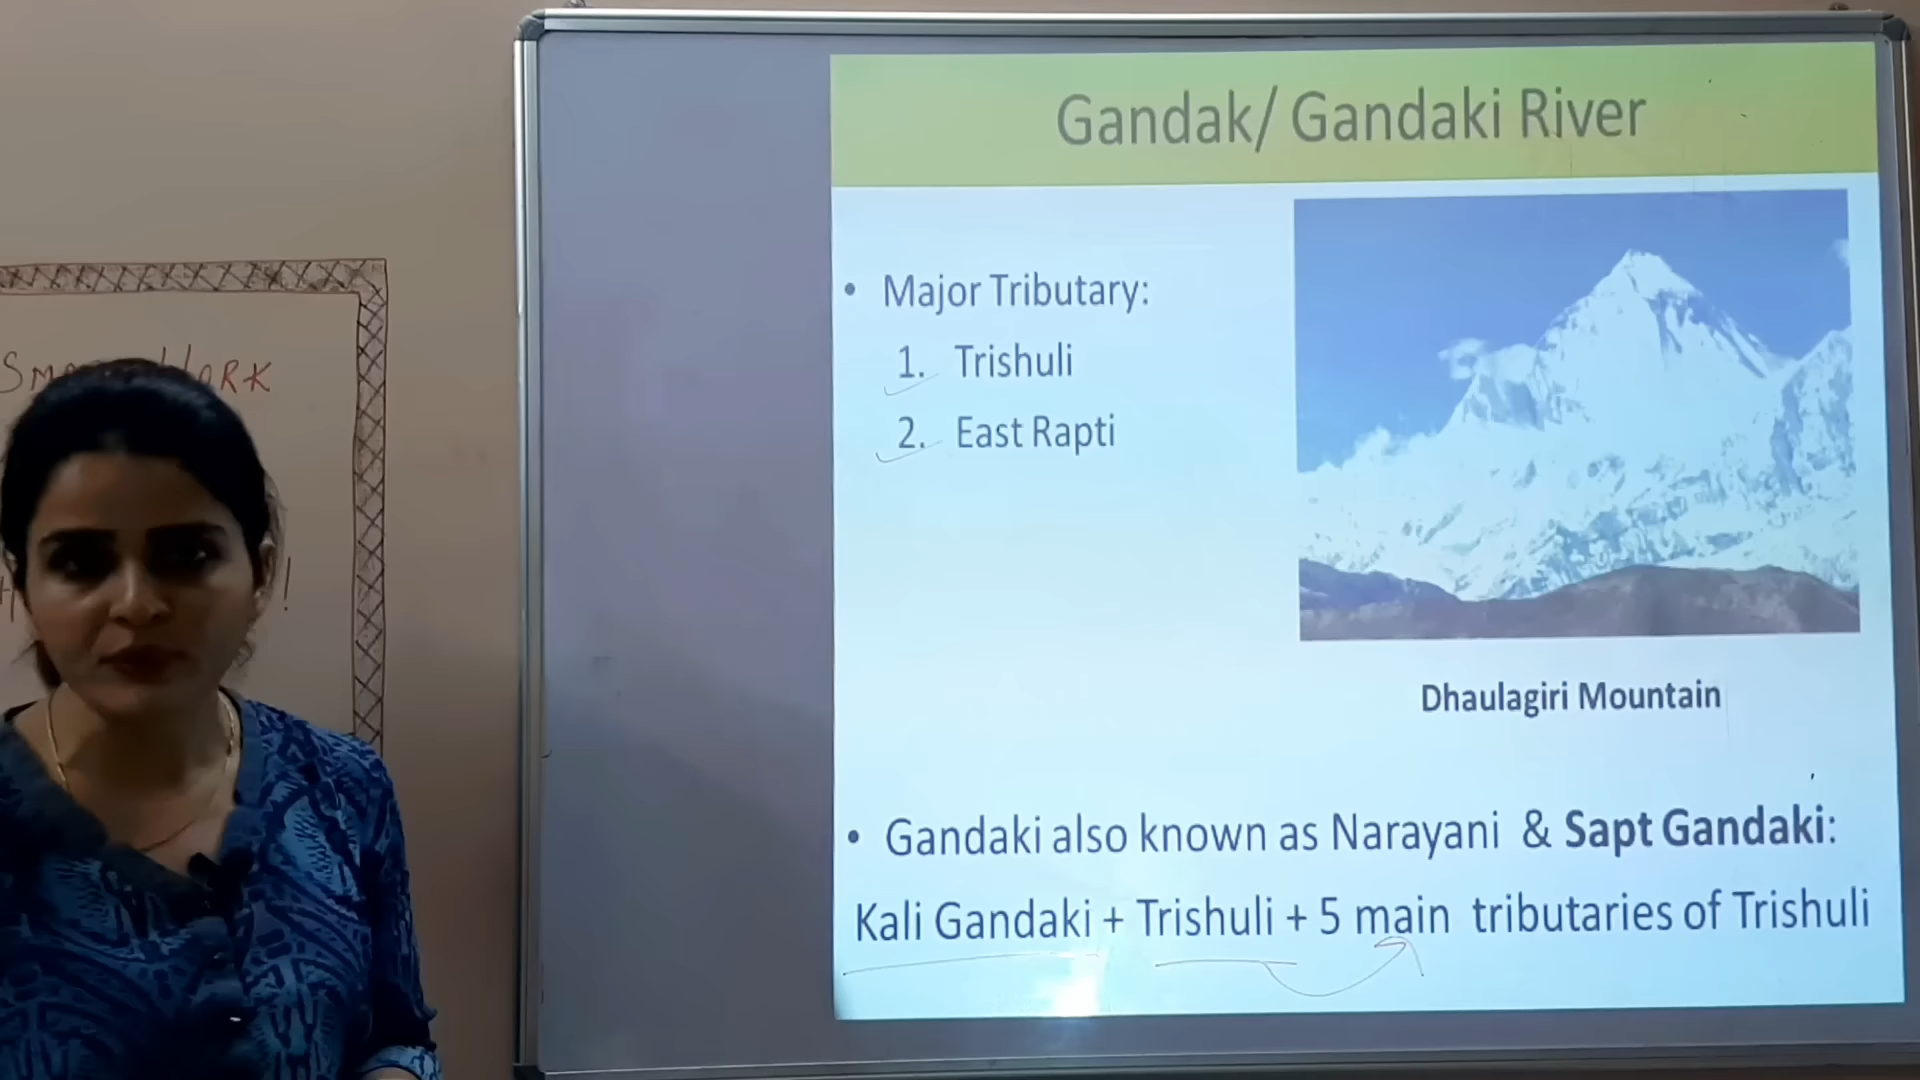 Gandak/ Gandaki River
• Major Tributary:
1. Trishuli
2. East Rapti
Dhaulagiri Mountain
• Gandaki also known as Narayani & Sapt Gandaki:
Kali Gandaki + Trishuli + 5 main tributaries of Trishuli
!